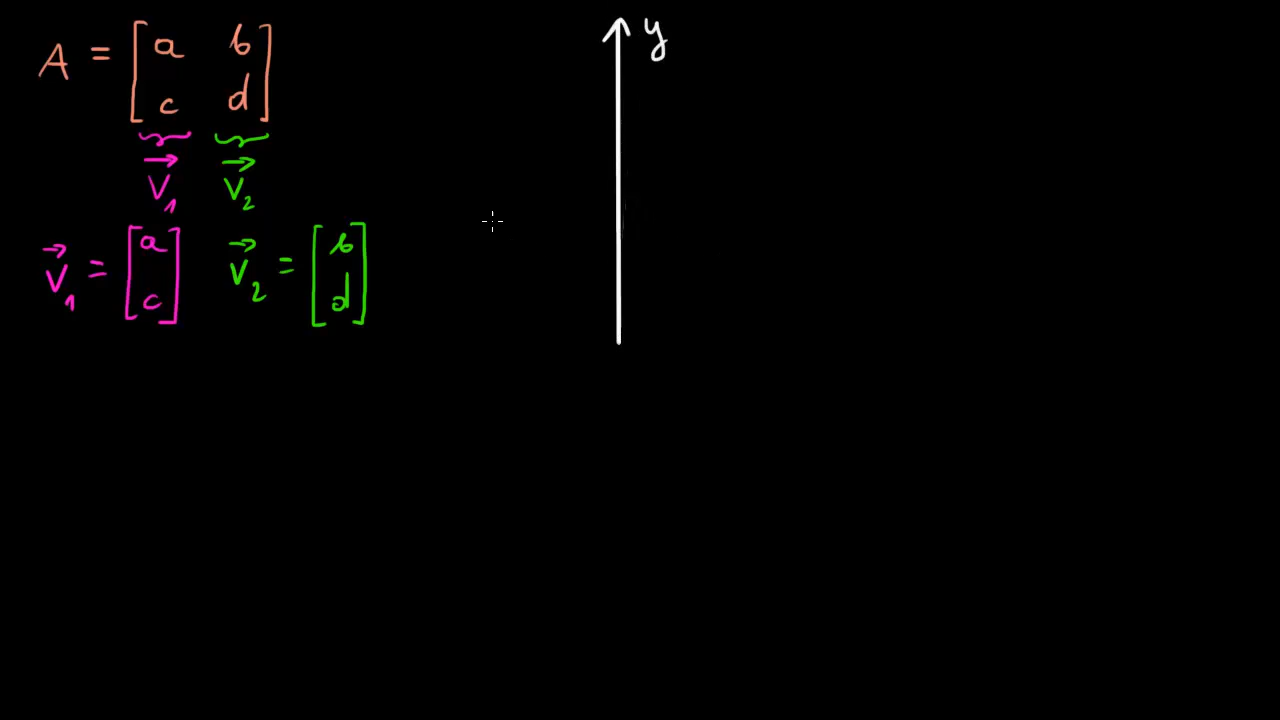 A = [a b
c d]
v₁ v₂
v₁ = [a
c] v₂ = [b
d]
y